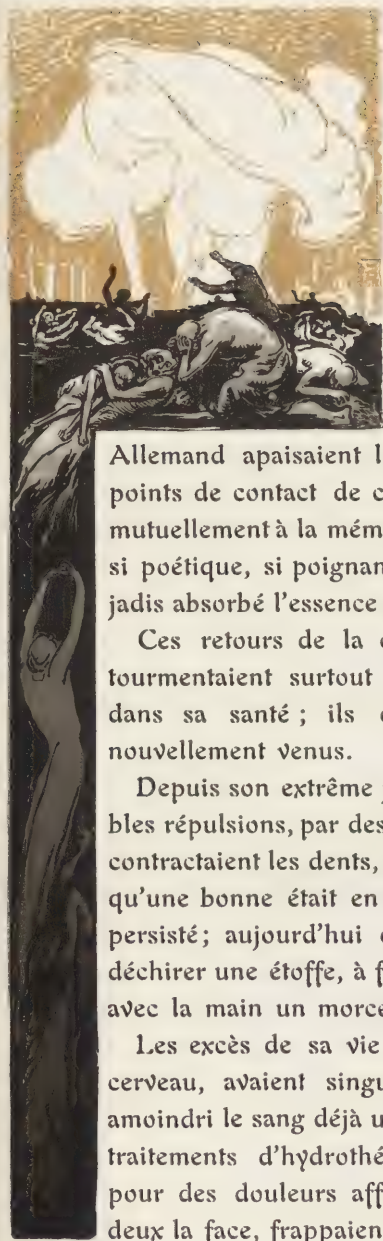 Allemand apaisaient l
points de contact de c
mutuellement à la mém
si poétique, si poignan
jadis absorbé l'essence
Ces retours de la
tourmentaient surtout
dans sa santé ; ils
nouvellement venus.
Depuis son extrême
bles répulsions, par des
contractaient les dents,
qu'une bonne était en
persisté; aujourd'hui
déchirer une étoffe, à f
avec la main un morce
Les excès de sa vie
cerveau, avaient singu
amoindri le sang déjà u
traitements d'hydrothé
pour des douleurs aff
deux la face, frappaien